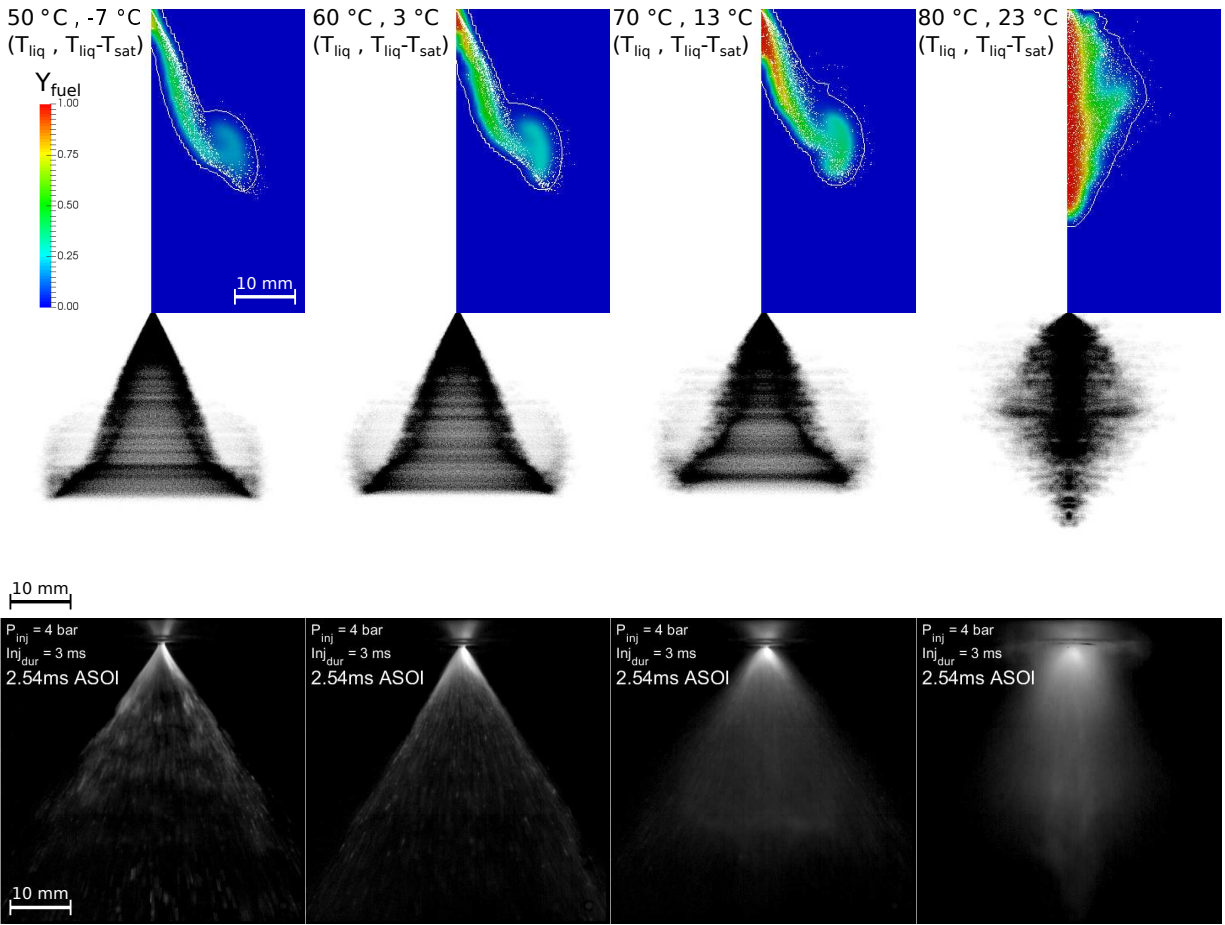 50 °C , -7 °C
(Tliq , Tliq-Tsat)
60 °C , 3 °C
(Tliq , Tliq-Tsat)
70 °C , 13 °C
(Tliq , Tliq-Tsat)
80 °C , 23 °C
(Tliq , Tliq-Tsat)
Yfuel
1.00
0.75
0.50
0.25
0.00
10 mm
10 mm
Pinj = 4 bar
Injdur = 3 ms
2.54ms ASOI
10 mm
Pinj = 4 bar
Injdur = 3 ms
2.54ms ASOI
Pinj = 4 bar
Injdur = 3 ms
2.54ms ASOI
Pinj = 4 bar
Injdur = 3 ms
2.54ms ASOI